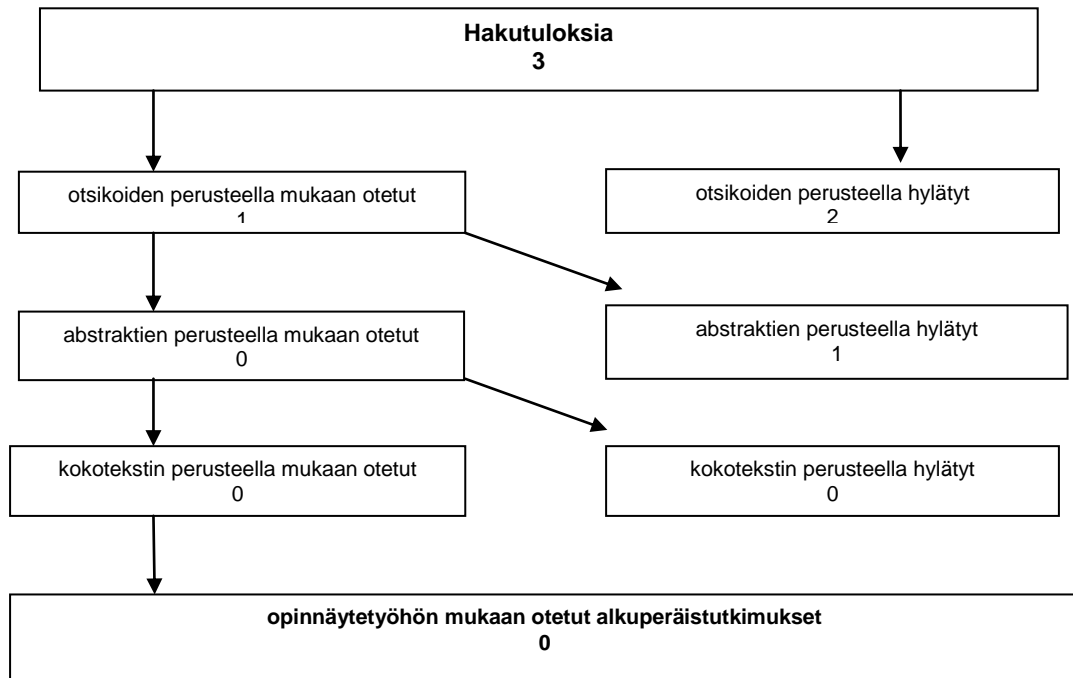 Hakutuloksia
3
otsikoiden perusteella mukaan otetut
1
otsikoiden perusteella hylätyt
2
abstraktien perusteella mukaan otetut
0
abstraktien perusteella hylätyt
1
kokotekstin perusteella mukaan otetut
0
kokotekstin perusteella hylätyt
0
opinnäytetyöhön mukaan otetut alkuperäistutkimukset
0